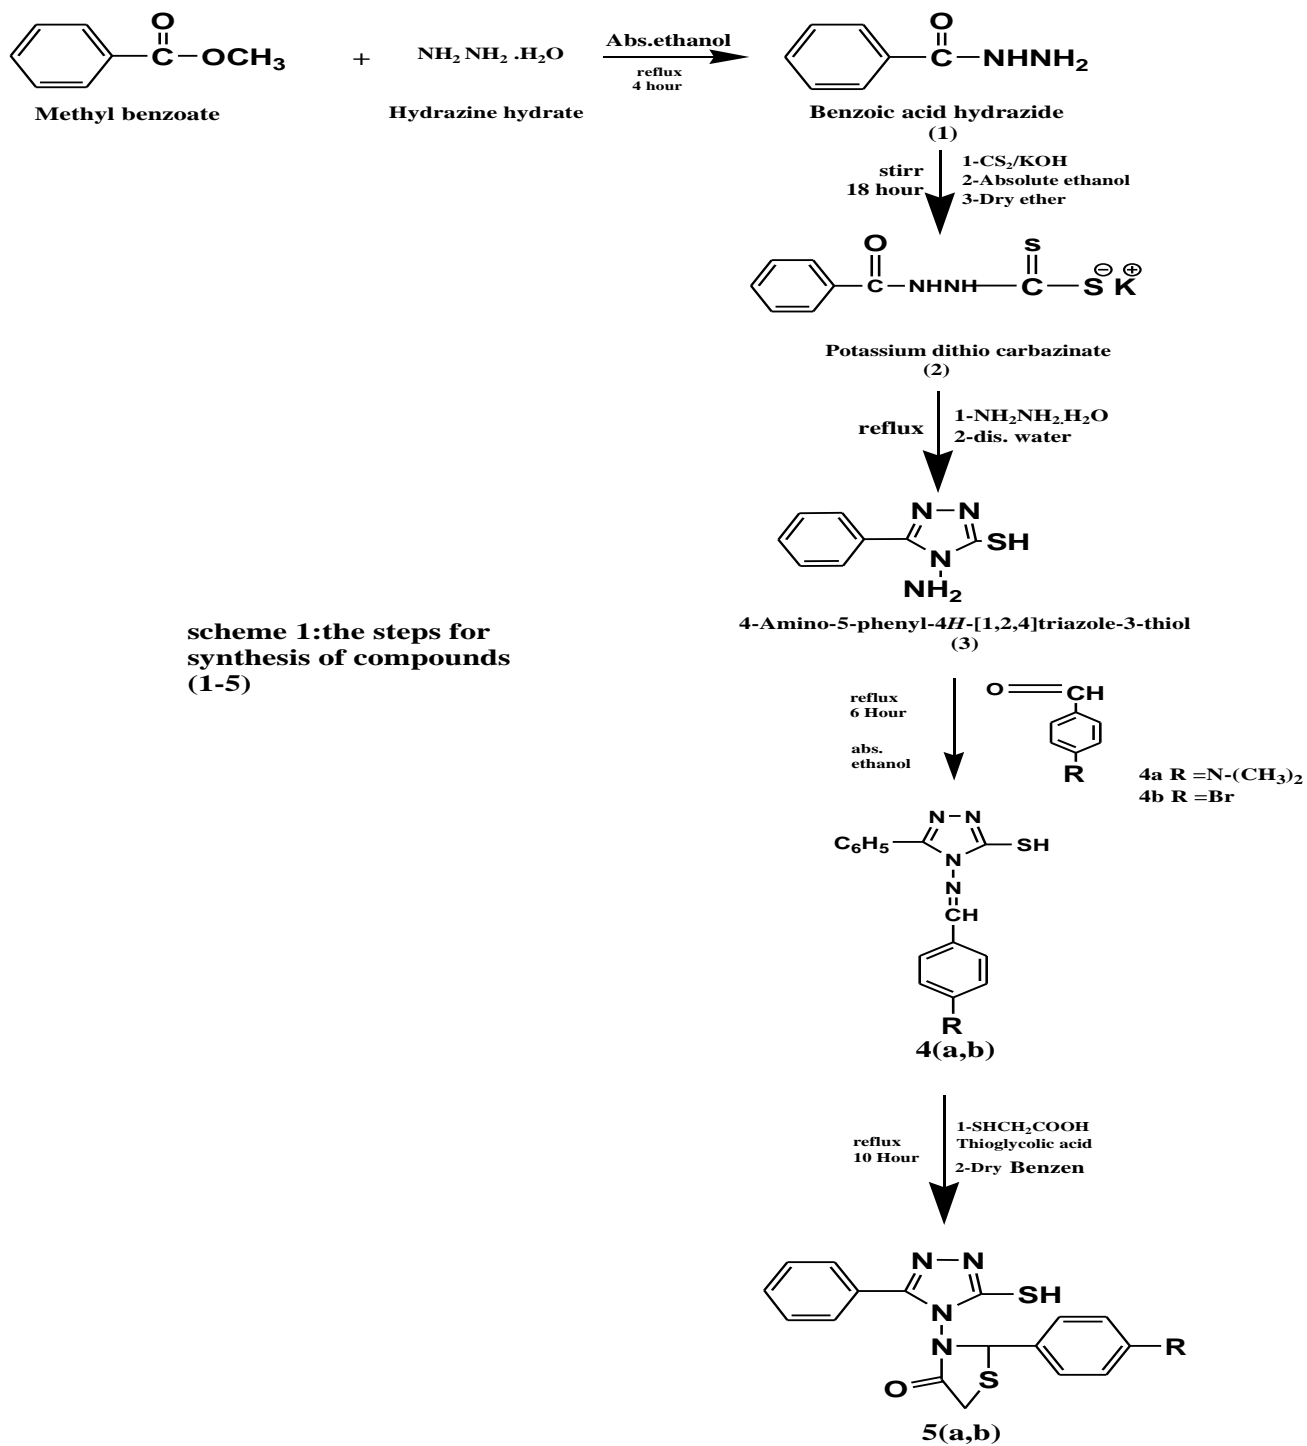 O
C OCH3
+
NH2 NH2 .H2O
Abs.ethanol
reflux
4 hour
O
C NHNH2
Methyl benzoate
Hydrazine hydrate
Benzoic acid hydrazide
(1)
stirr
18 hour
1-CS2/KOH
2-Absolute ethanol
3-Dry ether
O
C NHNH
s
C S⊖ K⊕
Potassium dithio carbazinate
(2)
reflux
1-NH2NH2.H2O
2-dis. water
N N
N
SH
NH2
4-Amino-5-phenyl-4H-[1,2,4]triazole-3-thiol
(3)
scheme 1:the steps for
synthesis of compounds
(1-5)
reflux
6 Hour
abs.
ethanol
O CH
R
4a R =N-(CH3)2
4b R =Br
N N
C6H5
N
SH
N
CH
R
4(a,b)
reflux
10 Hour
1-SHCH2COOH
Thioglycolic acid
2-Dry Benzen
N N
N
SH
N
R
S
O
5(a,b)